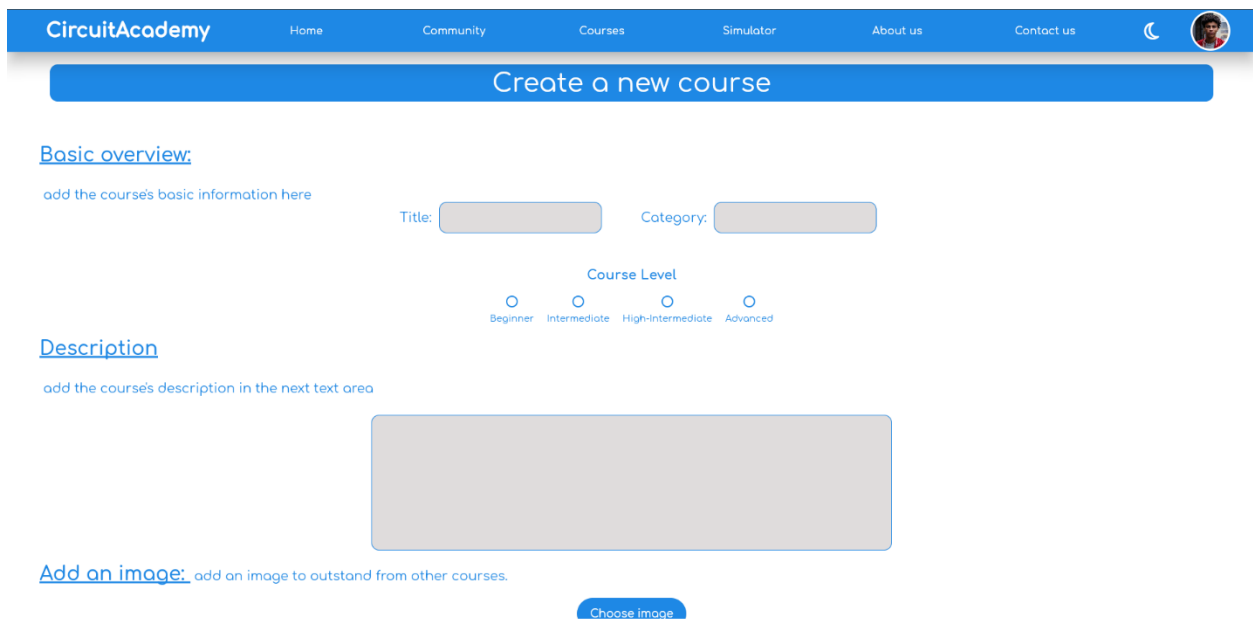 CircuitAcademy Home Community Courses Simulator About us Contact us
Create a new course
Basic overview:
add the course's basic information here
Title: Category:
Course Level
Beginner Intermediate High-Intermediate Advanced
Description
add the course's description in the next text area
Add an image: add an image to outstand from other courses.
Choose image